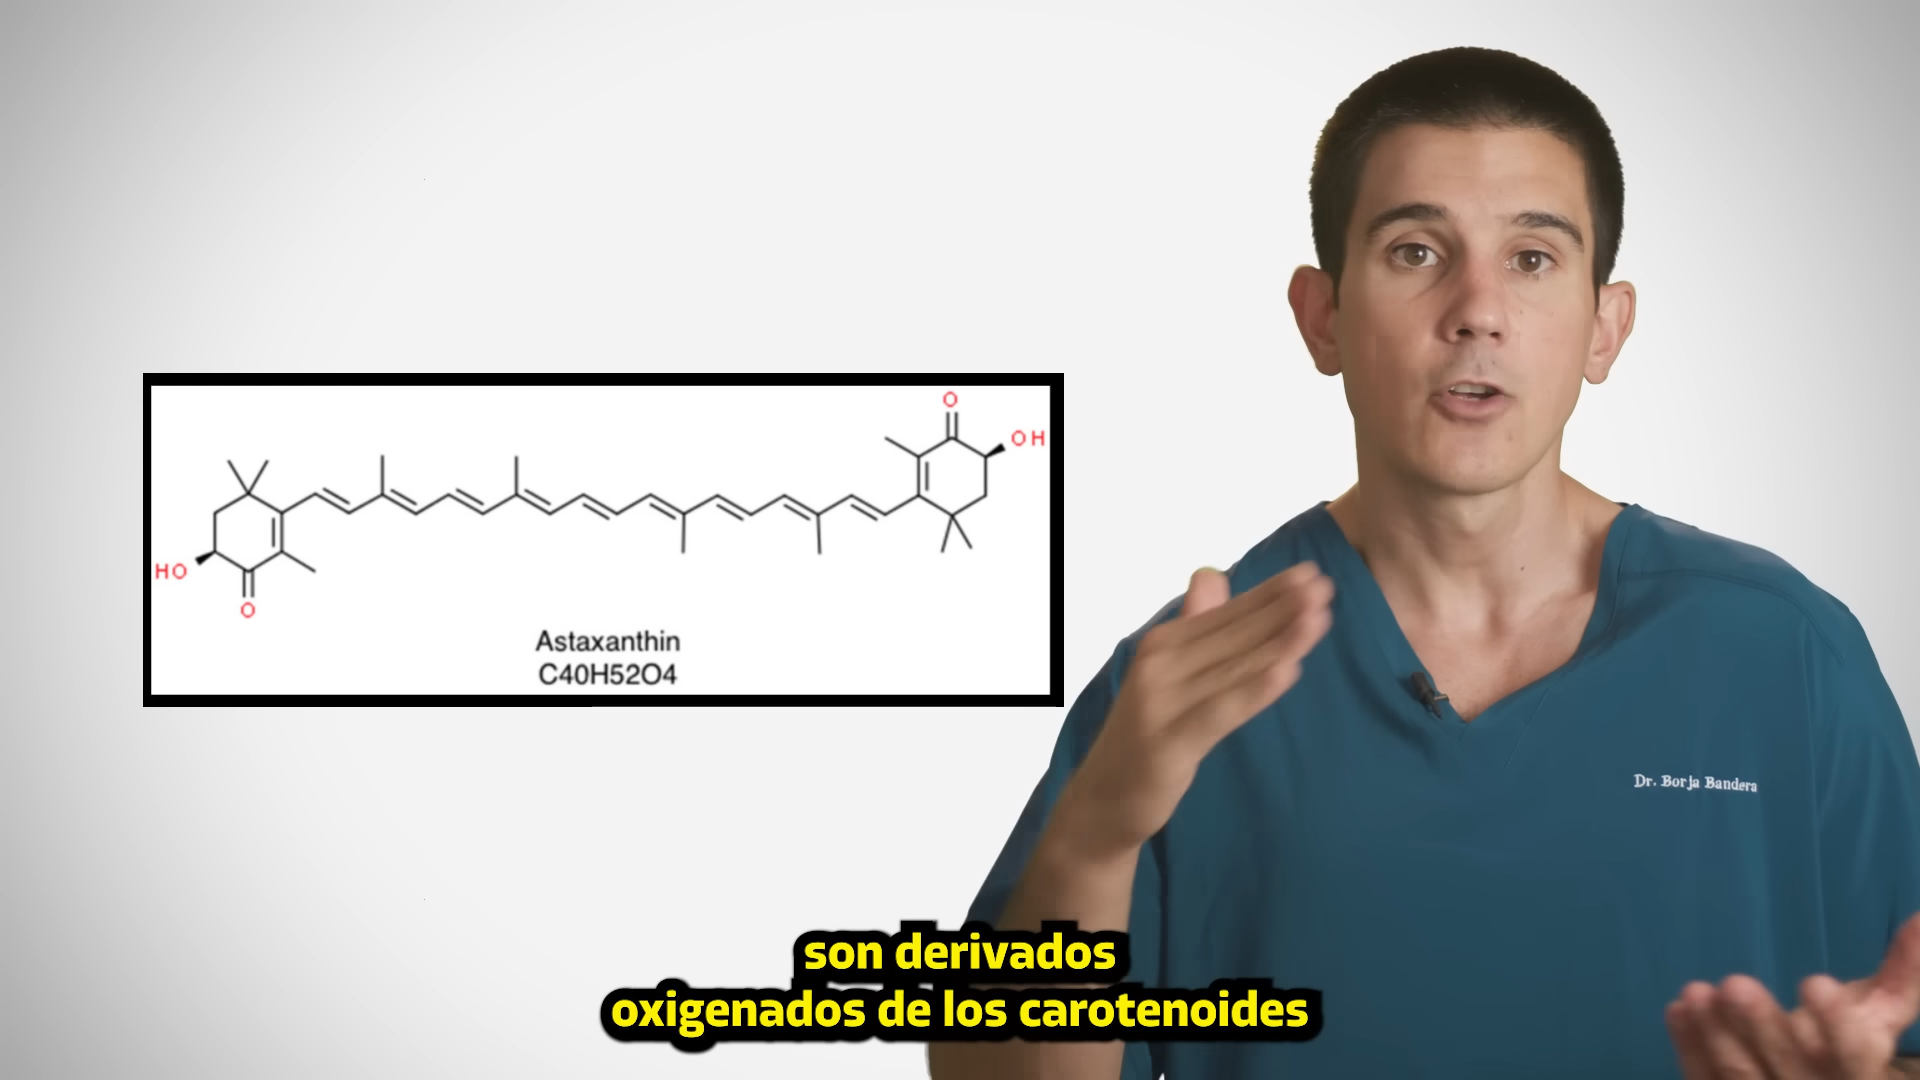 O
OH
HO
O
Astaxanthin
C40H52O4
Dr. Borja Bandera
son derivados
oxigenados de los carotenoides